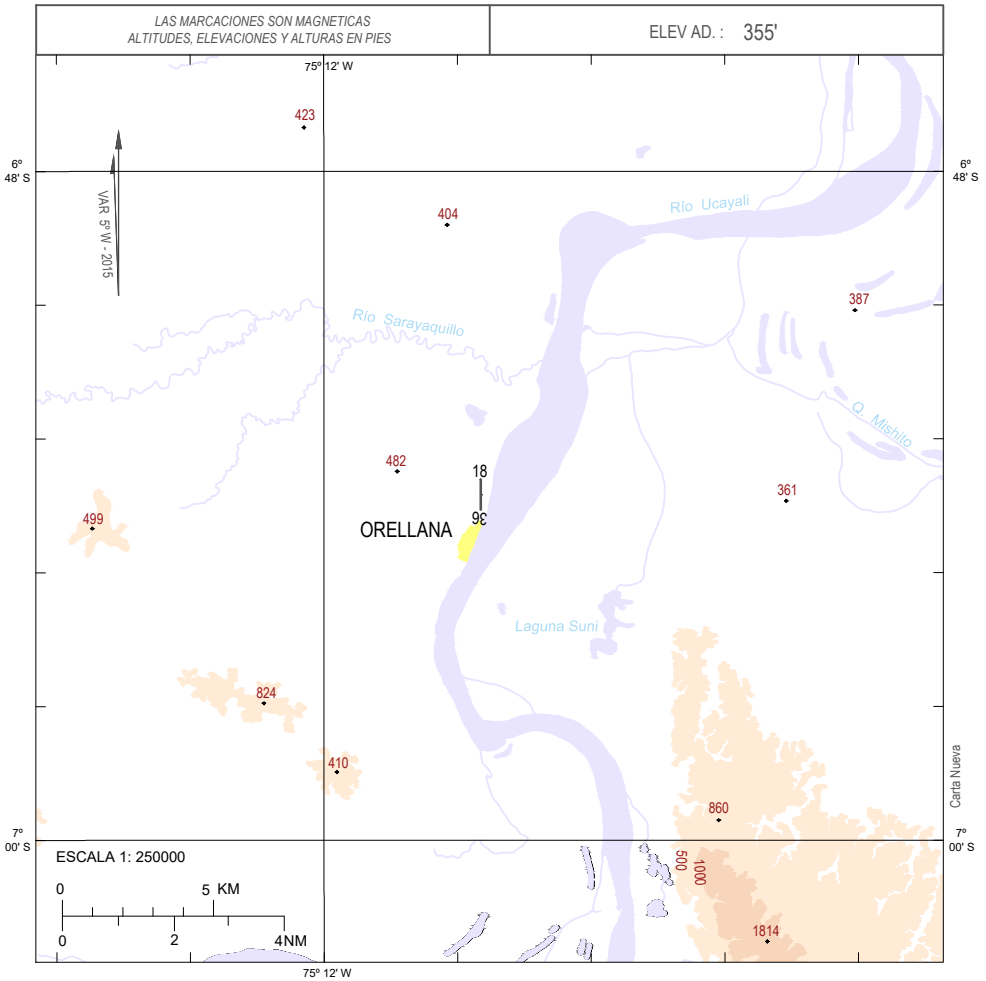 LAS MARCACIONES SON MAGNETICAS
ALTITUDES, ELEVACIONES Y ALTURAS EN PIES
ELEV AD. : 355'
75º 12' W
423
6º
48' S
6º
48' S
VAR 5º W - 2015
404
Río Ucayali
387
Río Sarayaquillo
Q. Mishito
482
18
361
499
36
ORELLANA
Laguna Suni
824
410
860
Carta Nueva
7º
00' S
7º
00' S
ESCALA 1: 250000
500
1000
0 5 KM
0 2 4NM
1814
75º 12' W